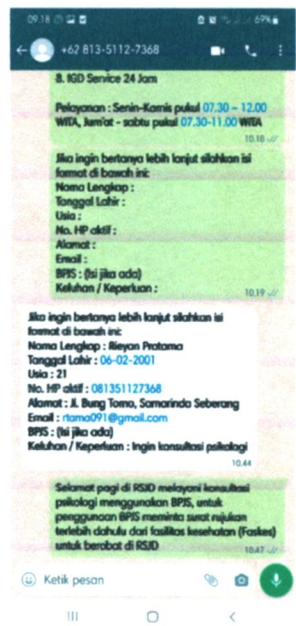 09.18
69%
+62 813-5112-7368
8. IGD Service 24 Jam
Pelayanan : Senin-Kamis pukul 07.30 – 12.00
WITA, Jum'at - sabtu pukul 07.30-11.00 WITA
10.18
Jika ingin bertanya lebih lanjut silahkan isi
format di bawah ini:
Nama Lengkap :
Tanggal Lahir :
Usia :
No. HP aktif :
Alamat :
Email :
BPJS : (Isi jika ada)
Keluhan / Keperluan :
10.19
Jika ingin bertanya lebih lanjut silahkan isi
format di bawah ini:
Nama Lengkap : Rieyan Pratama
Tanggal Lahir : 06-02-2001
Usia : 21
No. HP aktif : 081351127368
Alamat : Jl. Bung Tomo, Samarinda Seberang
Email : rtama091@gmail.com
BPJS : (Isi jika ada)
Keluhan / Keperluan : Ingin konsultasi psikologi
10.44
Selamat pagi di RSJD melayani konsultasi
psikologi menggunakan BPJS, untuk
penggunaan BPJS meminta surat rujukan
terlebih dahulu dari fasilitas kesehatan (Faskes)
untuk berobat di RSJD
10.47
Ketik pesan